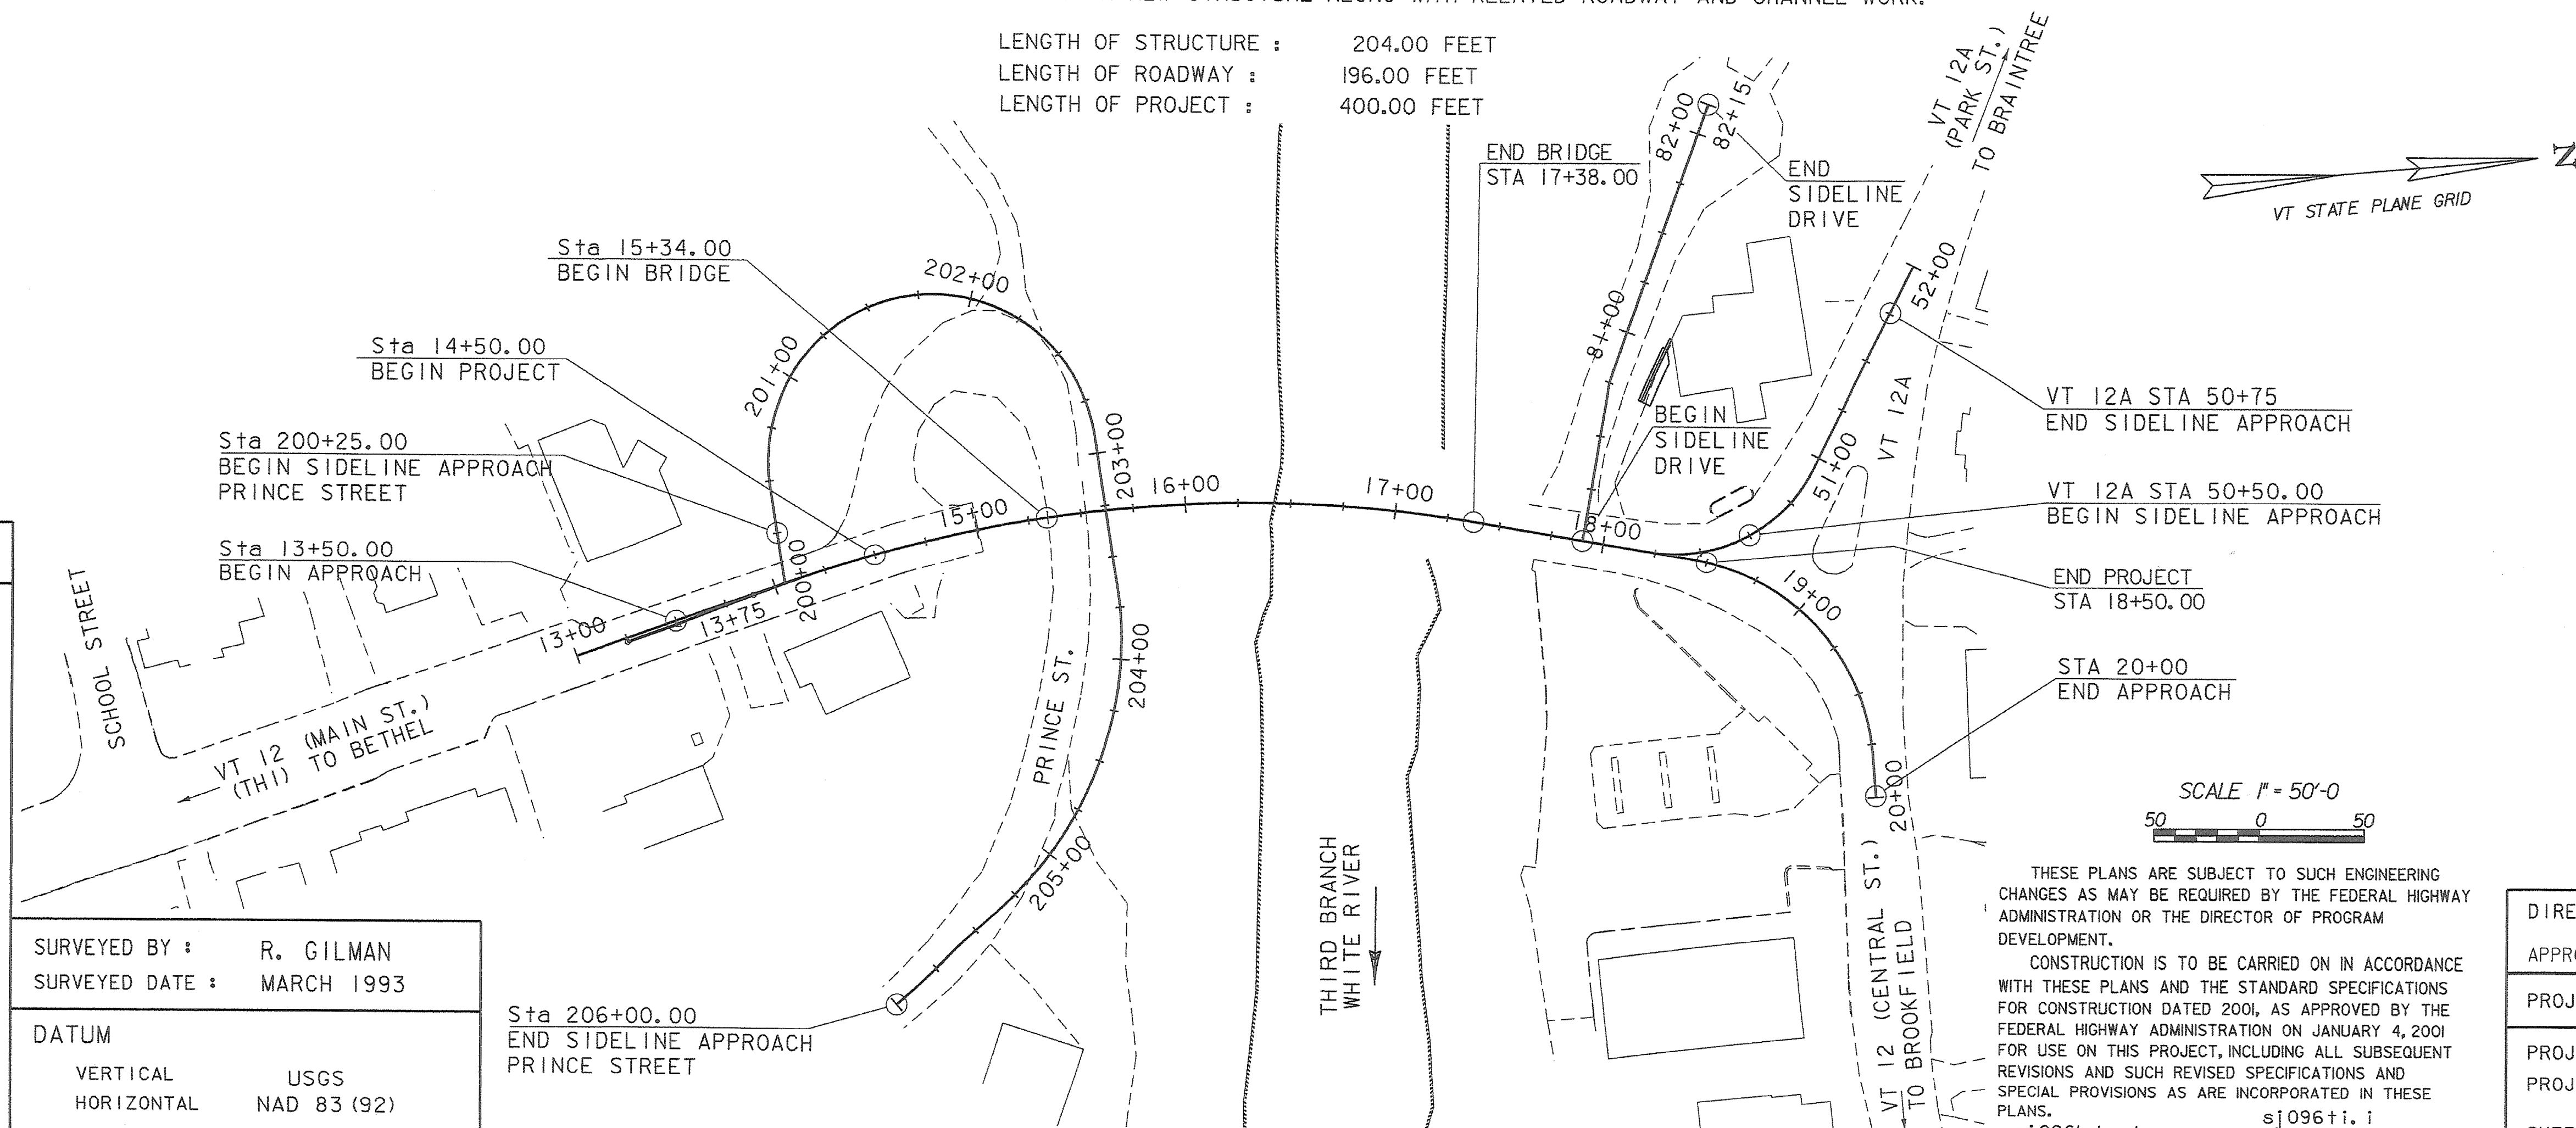 LENGTH OF STRUCTURE : 204.00 FEET
LENGTH OF ROADWAY : 196.00 FEET
LENGTH OF PROJECT : 400.00 FEET
VT 12A
(PARK ST.)
TO BRAINTREE
N
VT STATE PLANE GRID
END BRIDGE
STA 17+38.00
82+00
82+15
END
SIDELINE
DRIVE
Sta 15+34.00
BEGIN BRIDGE
202+00
Sta 14+50.00
BEGIN PROJECT
201+00
81+00
52+00
VT 12A
VT 12A STA 50+75
END SIDELINE APPROACH
BEGIN
SIDELINE
DRIVE
Sta 200+25.00
BEGIN SIDELINE APPROACH
PRINCE STREET
203+00
51+00
VT 12A STA 50+50.00
BEGIN SIDELINE APPROACH
15+00
16+00
17+00
8+00
Sta 13+50.00
BEGIN APPROACH
200+00
13+00
13+75
19+00
END PROJECT
STA 18+50.00
SCHOOL STREET
204+00
PRINCE ST.
STA 20+00
END APPROACH
VT 12 (MAIN ST.)
(TH1) TO BETHEL
20+00
SCALE 1" = 50'-0
50 0 50
205+00
THIRD BRANCH
WHITE RIVER
VT 12 (CENTRAL ST.)
TO BROOKFIELD
THESE PLANS ARE SUBJECT TO SUCH ENGINEERING
CHANGES AS MAY BE REQUIRED BY THE FEDERAL HIGHWAY
ADMINISTRATION OR THE DIRECTOR OF PROGRAM
DEVELOPMENT.
CONSTRUCTION IS TO BE CARRIED ON IN ACCORDANCE
WITH THESE PLANS AND THE STANDARD SPECIFICATIONS
FOR CONSTRUCTION DATED 2001, AS APPROVED BY THE
FEDERAL HIGHWAY ADMINISTRATION ON JANUARY 4, 2001
FOR USE ON THIS PROJECT, INCLUDING ALL SUBSEQUENT
REVISIONS AND SUCH REVISED SPECIFICATIONS AND
SPECIAL PROVISIONS AS ARE INCORPORATED IN THESE
PLANS.
sj096ti.i
Sta 206+00.00
END SIDELINE APPROACH
PRINCE STREET
SURVEYED BY : R. GILMAN
SURVEYED DATE : MARCH 1993
DATUM
VERTICAL USGS
HORIZONTAL NAD 83 (92)
DIRE
APPR
PROJ
PROJ
PROJ